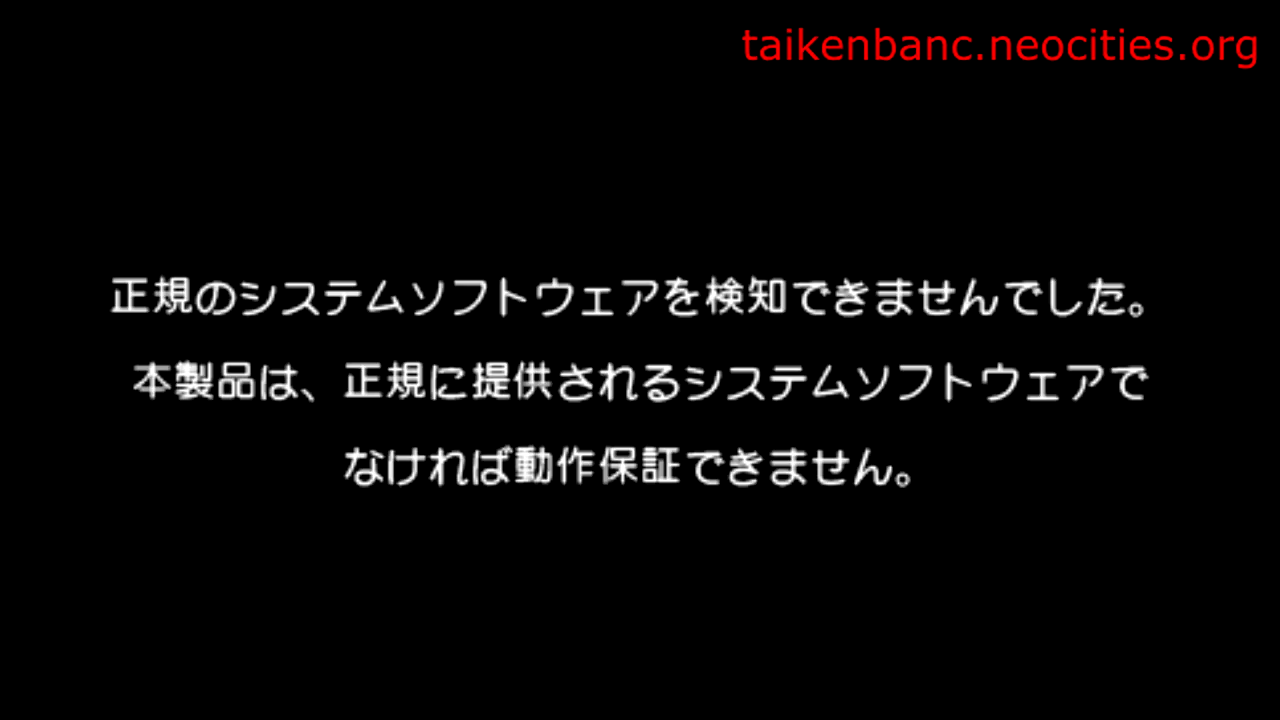 taikenbanc.neocities.org
正規のシステムソフトウェアを検知できませんでした。
本製品は、正規に提供されるシステムソフトウェアで
なければ動作保証できません。